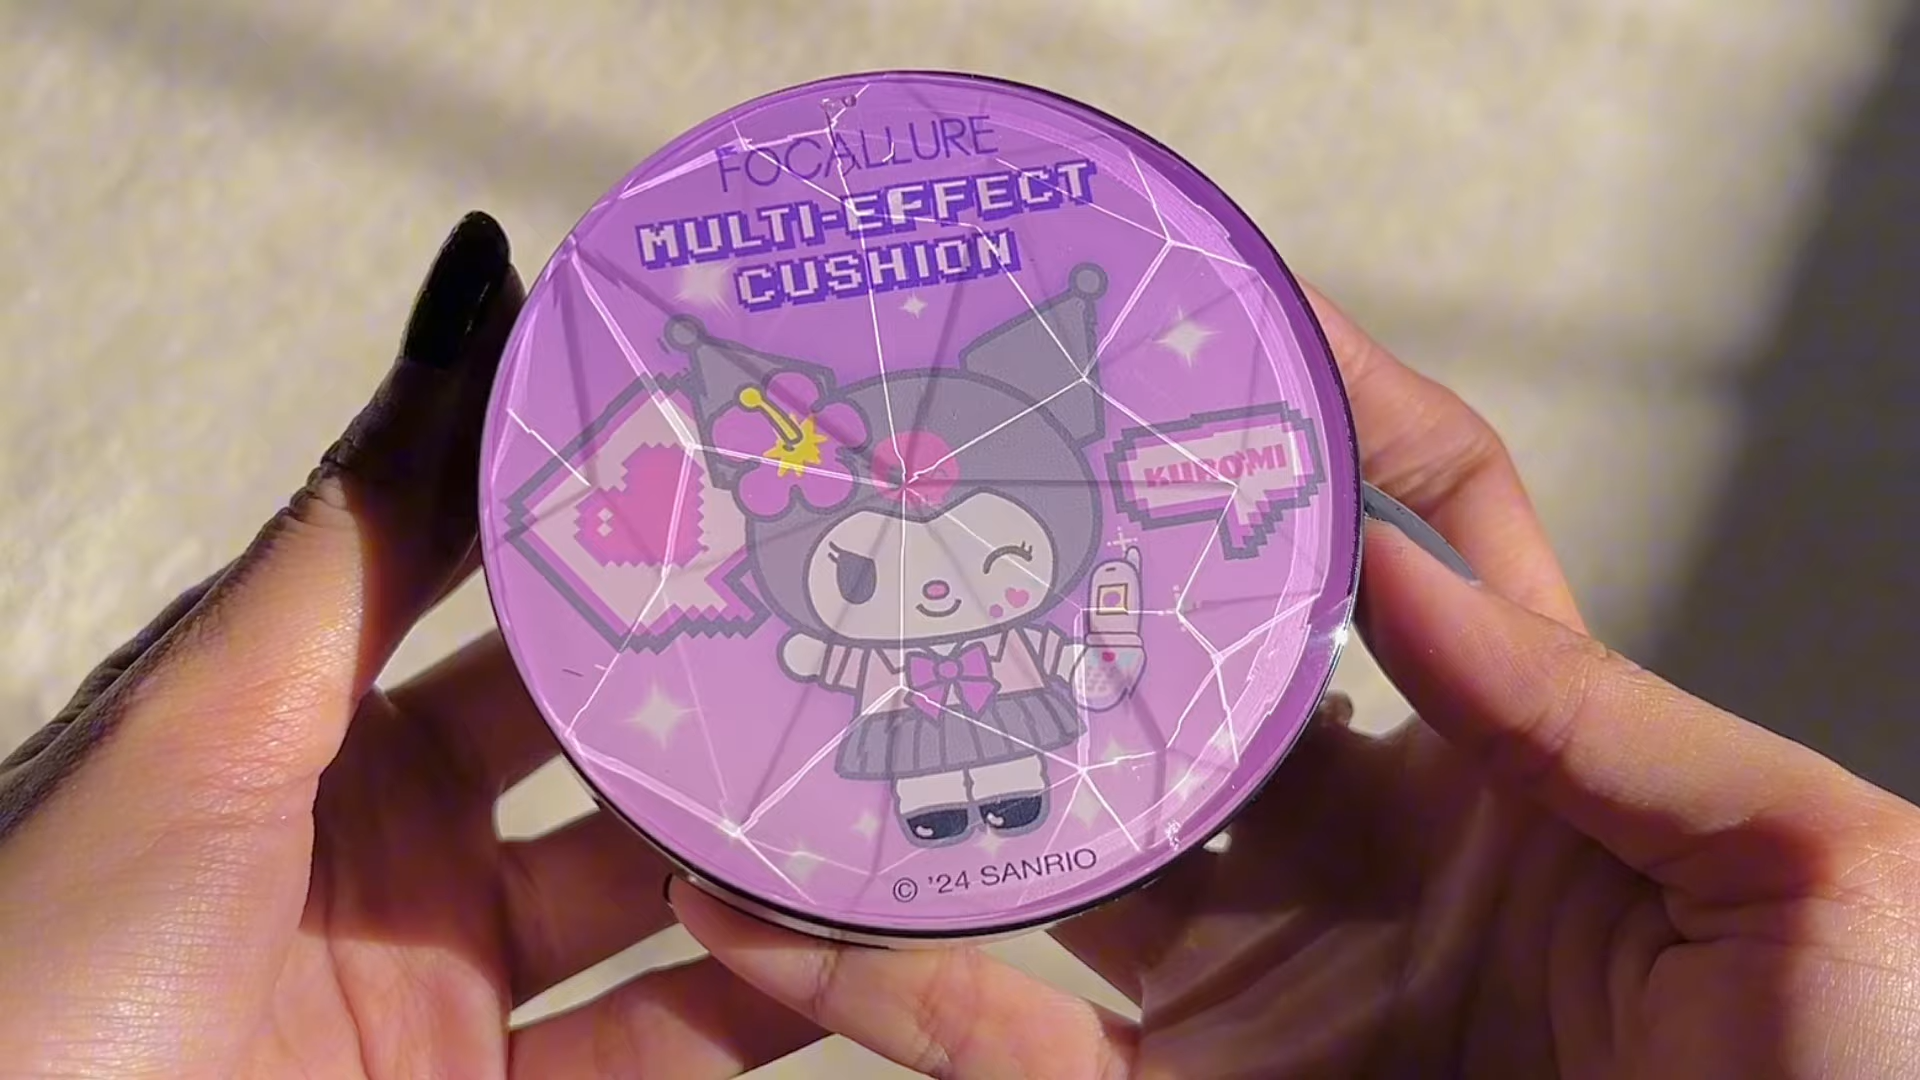 FOCALLURE
MULTI-EFFECT
CUSHION
KUROMI
© '24 SANRIO